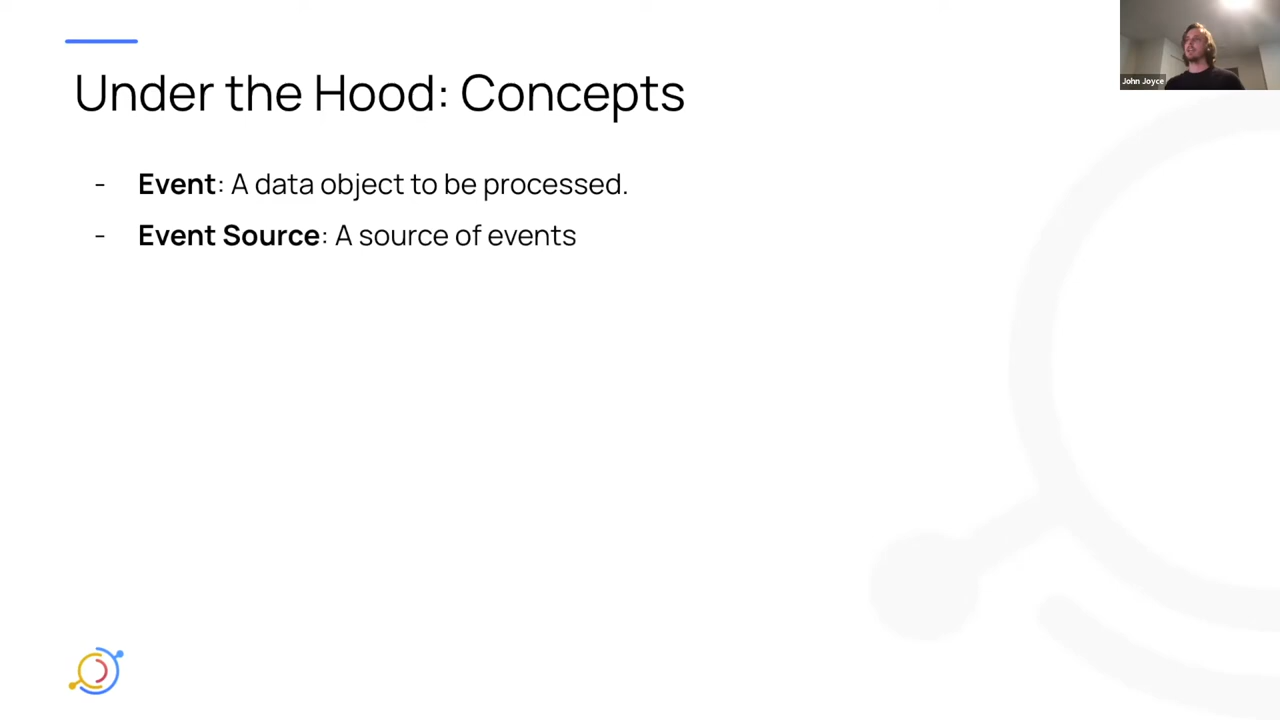 Under the Hood: Concepts
- Event: A data object to be processed.
- Event Source: A source of events
John Joyce